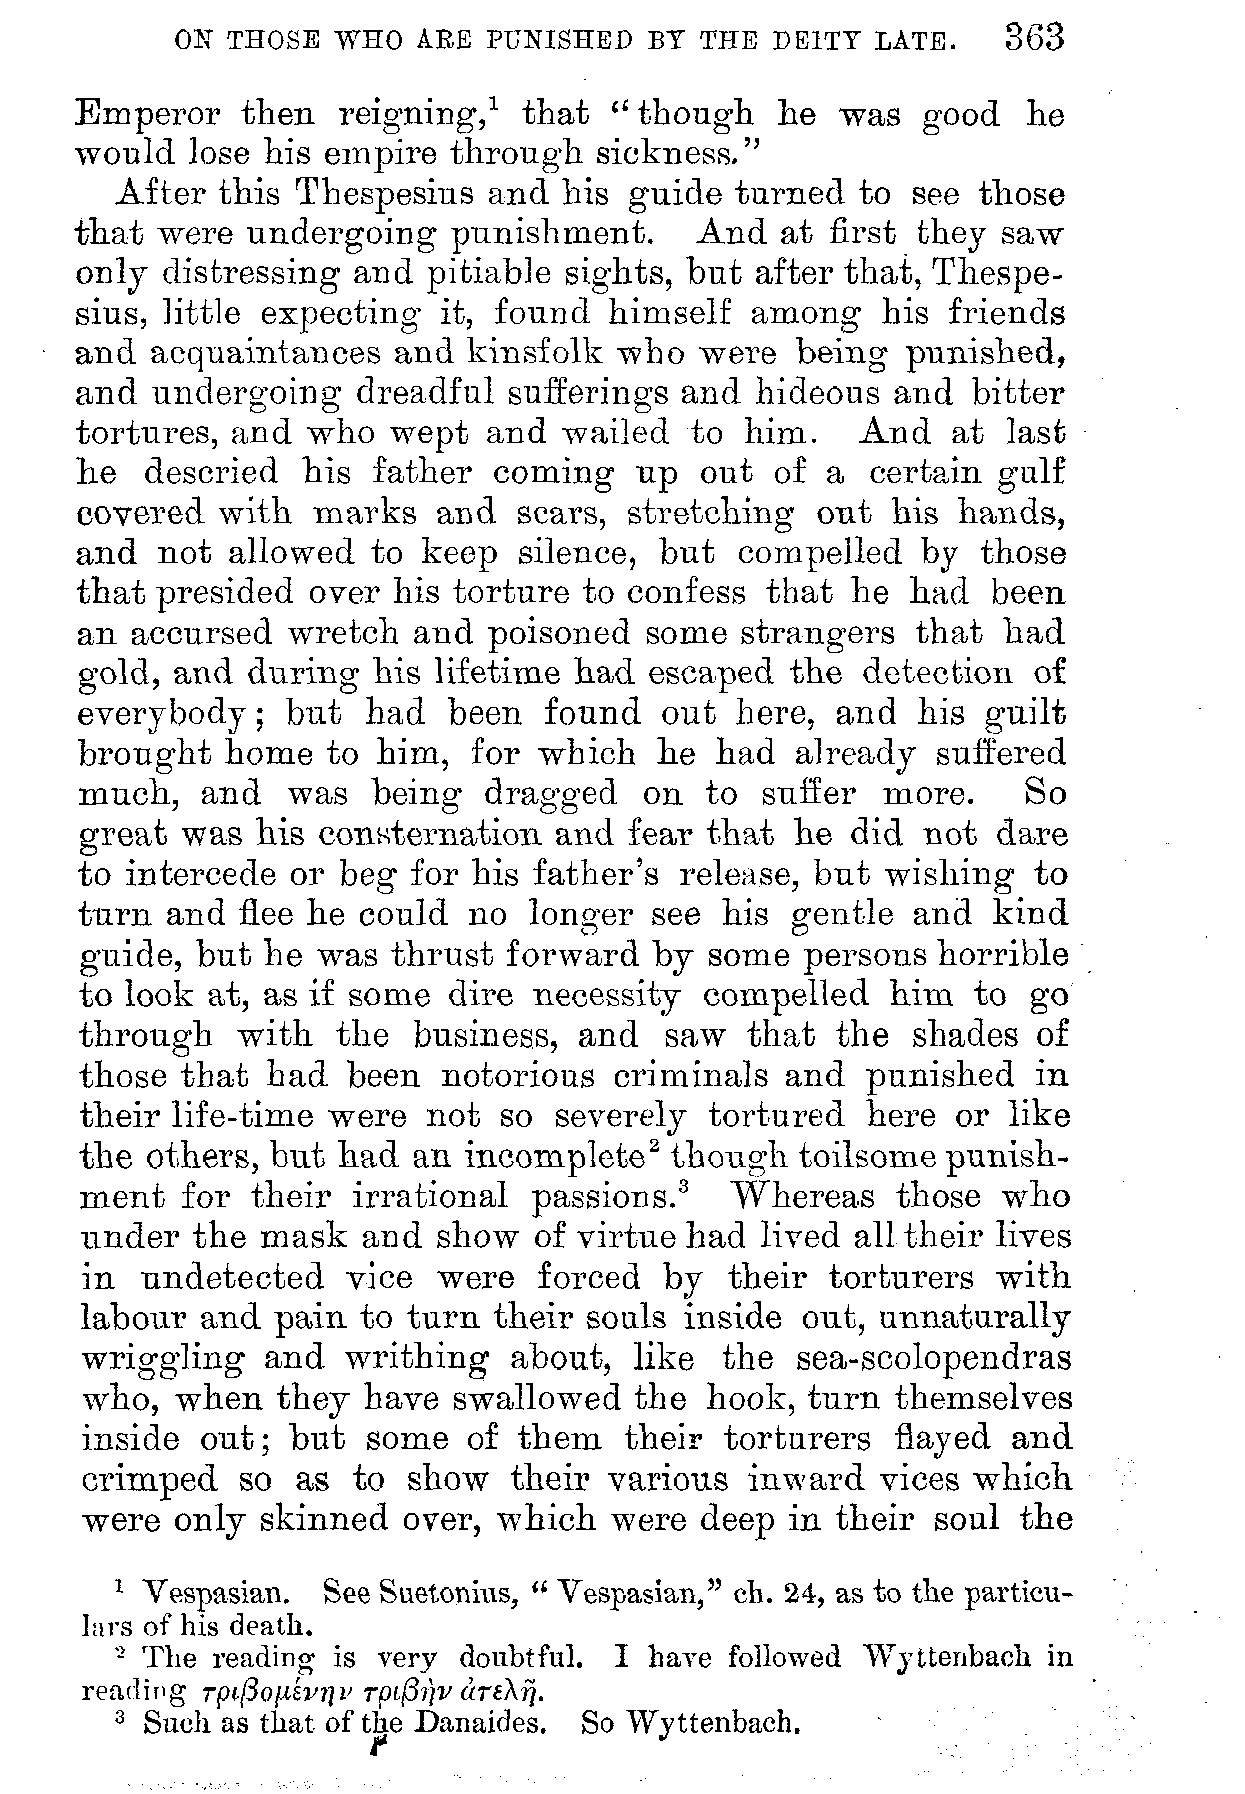 ON THOSE WHO ARE PUNISHED BY THE DEITY LATE. 363
Emperor then reigning,¹ that “though he was good he
would lose his empire through sickness.”
After this Thespesius and his guide turned to see those
that were undergoing punishment. And at first they saw
only distressing and pitiable sights, but after that, Thespe-
sius, little expecting it, found himself among his friends
and acquaintances and kinsfolk who were being punished,
and undergoing dreadful sufferings and hideous and bitter
tortures, and who wept and wailed to him. And at last
he descried his father coming up out of a certain gulf
covered with marks and scars, stretching out his hands,
and not allowed to keep silence, but compelled by those
that presided over his torture to confess that he had been
an accursed wretch and poisoned some strangers that had
gold, and during his lifetime had escaped the detection of
everybody; but had been found out here, and his guilt
brought home to him, for which he had already suffered
much, and was being dragged on to suffer more. So
great was his consternation and fear that he did not dare
to intercede or beg for his father's release, but wishing to
turn and flee he could no longer see his gentle and kind
guide, but he was thrust forward by some persons horrible
to look at, as if some dire necessity compelled him to go
through with the business, and saw that the shades of
those that had been notorious criminals and punished in
their life-time were not so severely tortured here or like
the others, but had an incomplete² though toilsome punish-
ment for their irrational passions.³ Whereas those who
under the mask and show of virtue had lived all their lives
in undetected vice were forced by their torturers with
labour and pain to turn their souls inside out, unnaturally
wriggling and writhing about, like the sea-scolopendras
who, when they have swallowed the hook, turn themselves
inside out; but some of them their torturers flayed and
crimped so as to show their various inward vices which
were only skinned over, which were deep in their soul the
¹ Vespasian. See Suetonius, “Vespasian,” ch. 24, as to the particu-
lars of his death.
² The reading is very doubtful. I have followed Wyttenbach in
reading τριβομένην τριβὴν ἀτελῆ.
³ Such as that of the Danaides. So Wyttenbach.